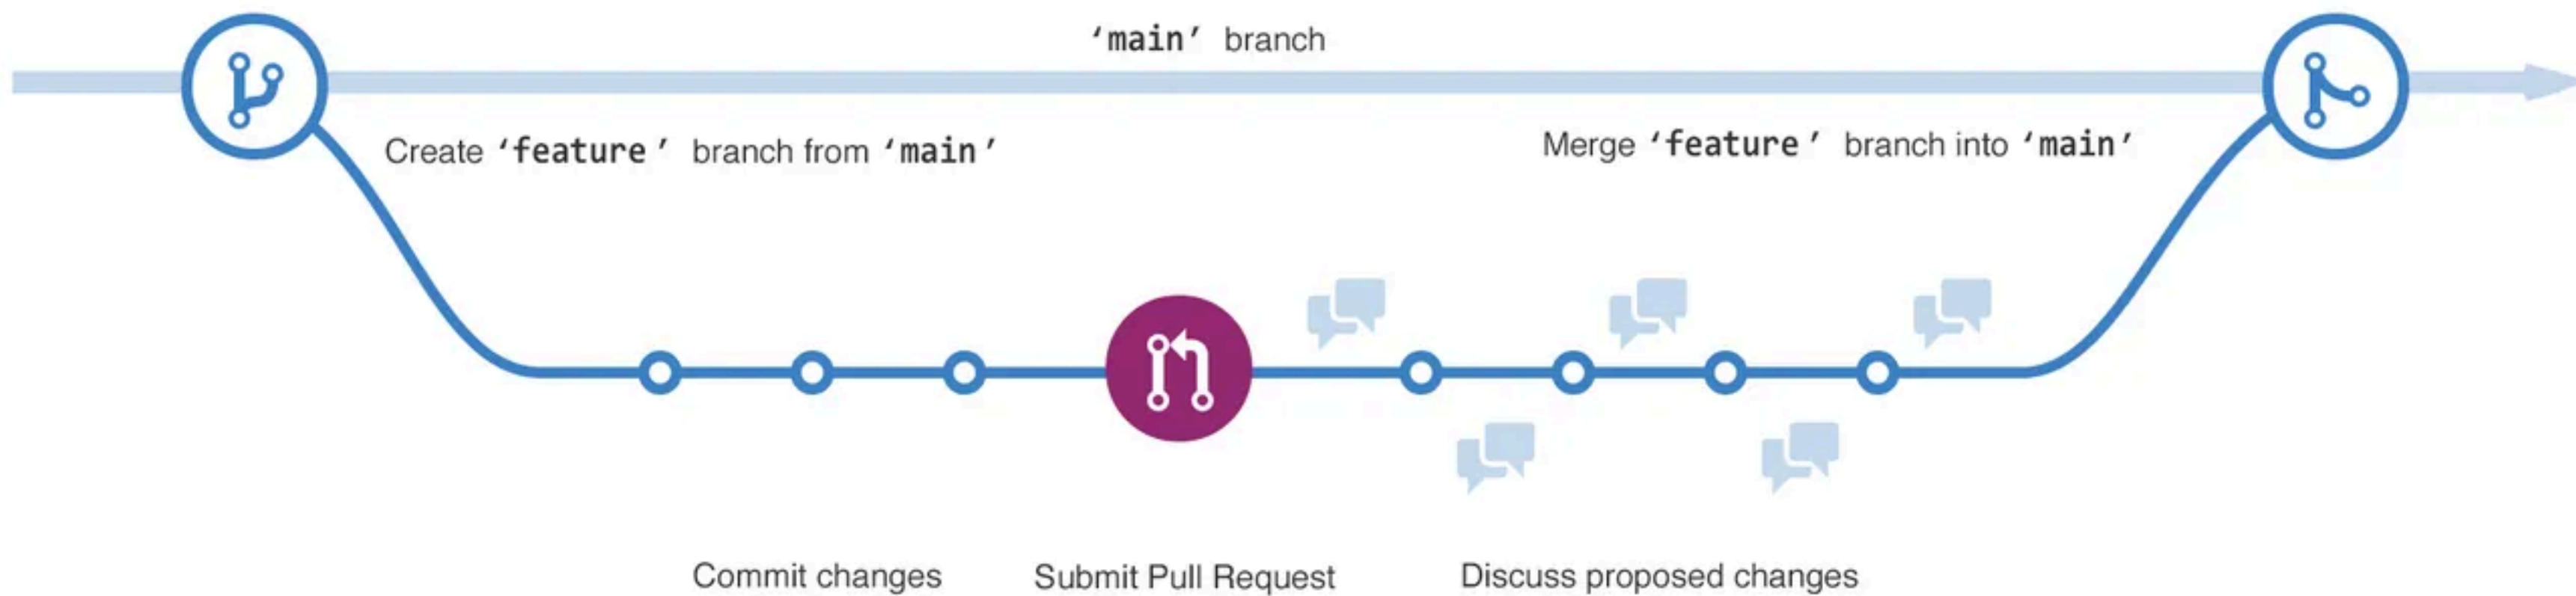 ‘main’ branch
Create ‘feature’ branch from ‘main’
Merge ‘feature’ branch into ‘main’
Commit changes
Submit Pull Request
Discuss proposed changes